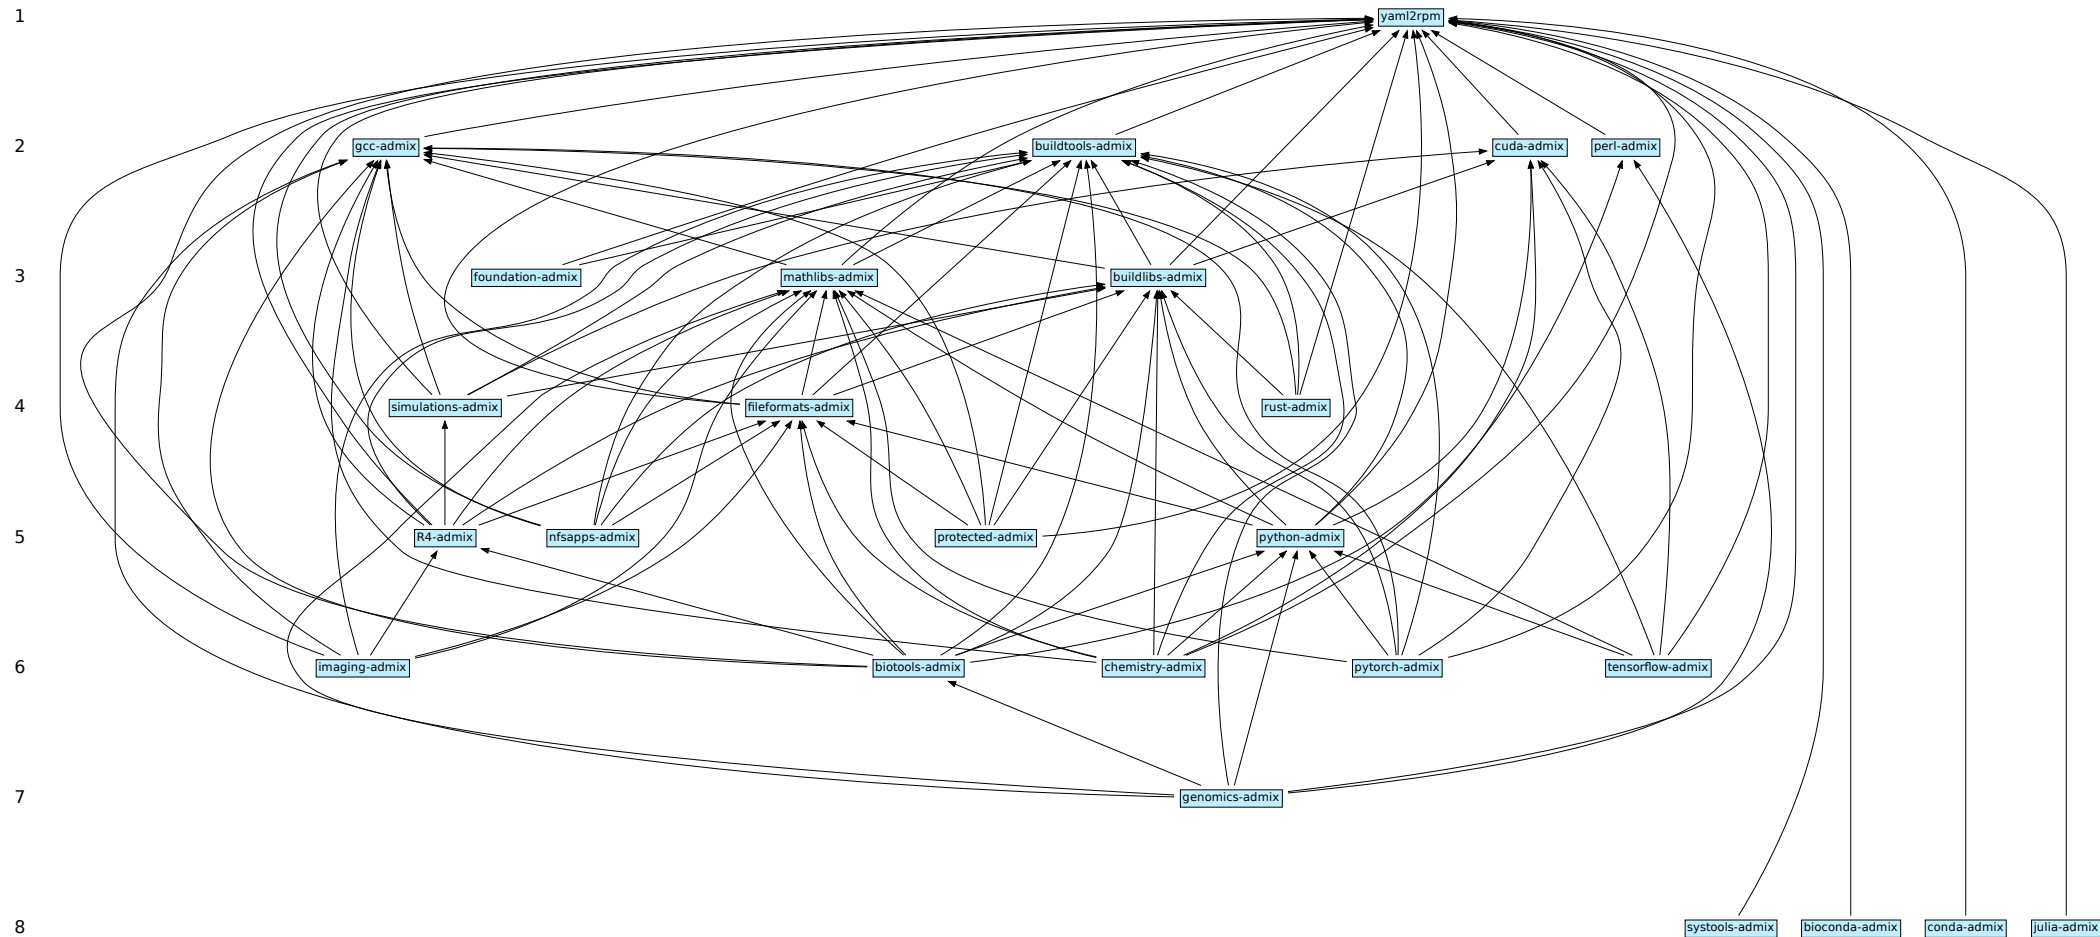 1 yaml2rpm
2 gcc-admix buildtools-admix cuda-admix perl-admix
3 foundation-admix mathlibs-admix buildlibs-admix
4 simulations-admix fileformats-admix rust-admix
5 R4-admix nfsapps-admix protected-admix python-admix
6 imaging-admix biotools-admix chemistry-admix pytorch-admix tensorflow-admix
7 genomics-admix
8 systools-admix bioconda-admix conda-admix julia-admix